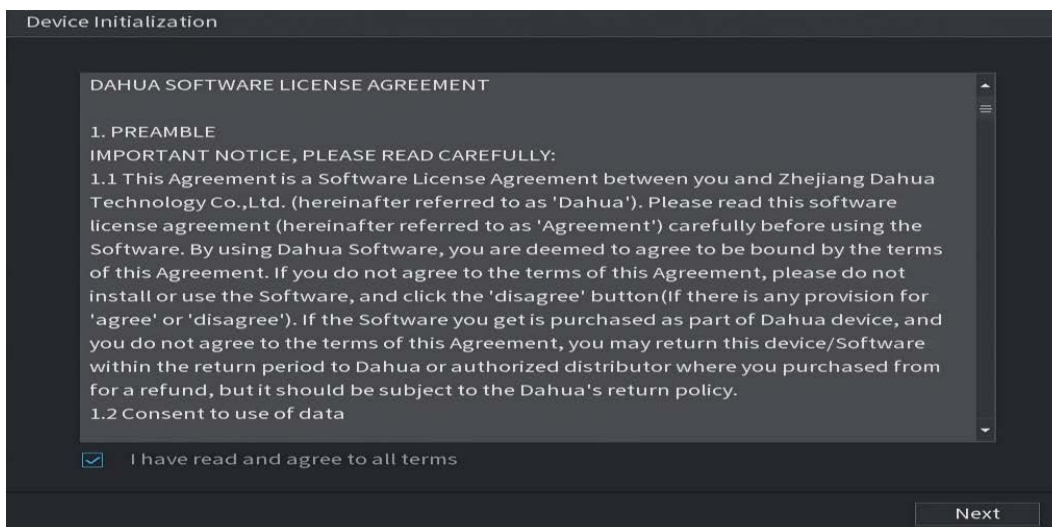 Device Initialization
DAHUA SOFTWARE LICENSE AGREEMENT
1. PREAMBLE
IMPORTANT NOTICE, PLEASE READ CAREFULLY:
1.1 This Agreement is a Software License Agreement between you and Zhejiang Dahua
Technology Co.,Ltd. (hereinafter referred to as 'Dahua'). Please read this software
license agreement (hereinafter referred to as 'Agreement') carefully before using the
Software. By using Dahua Software, you are deemed to agree to be bound by the terms
of this Agreement. If you do not agree to the terms of this Agreement, please do not
install or use the Software, and click the 'disagree' button(If there is any provision for
'agree' or 'disagree'). If the Software you get is purchased as part of Dahua device, and
you do not agree to the terms of this Agreement, you may return this device/Software
within the return period to Dahua or authorized distributor where you purchased from
for a refund, but it should be subject to the Dahua's return policy.
1.2 Consent to use of data
I have read and agree to all terms
Next